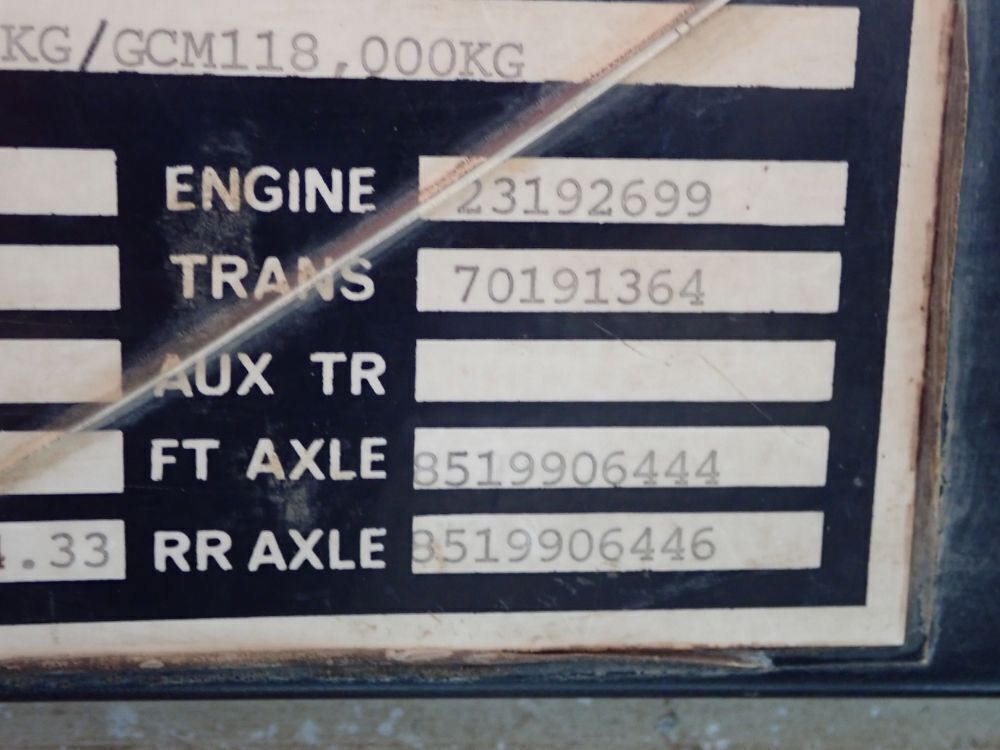 KG/GCM118,000KG
ENGINE 23192699
TRANS 70191364
AUX TR
FT AXLE 8519906444
.33 RR AXLE 8519906446